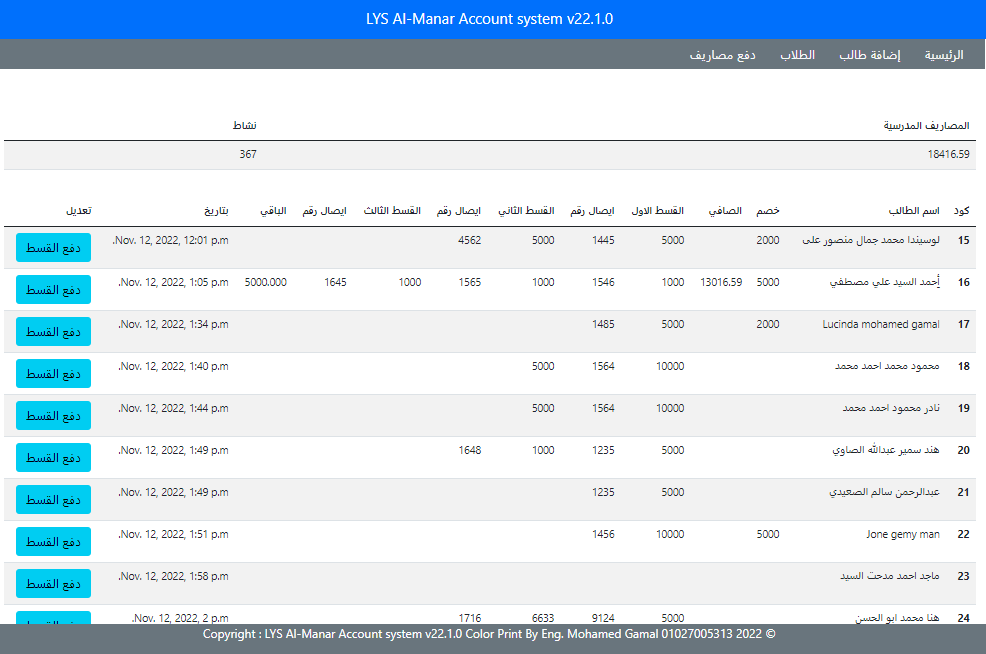 LYS Al-Manar Account system v22.1.0
الرئيسية إضافة طالب الطلاب دفع مصاريف
المصاريف المدرسية نشاط
18416.59 367
كود اسم الطالب خصم الصافي القسط الاول ايصال رقم القسط الثاني ايصال رقم القسط الثالث ايصال رقم الباقي بتاريخ تعديل
15 لوسيندا محمد جمال منصور على 2000 5000 1445 5000 4562 Nov. 12, 2022, 12:01 p.m. دفع القسط
16 أحمد السيد علي مصطفي 5000 13016.59 1000 1546 1000 1565 1000 1645 5000.000 Nov. 12, 2022, 1:05 p.m. دفع القسط
17 Lucinda mohamed gamal 2000 5000 1485 Nov. 12, 2022, 1:34 p.m. دفع القسط
18 محمود محمد احمد محمد 10000 1564 5000 Nov. 12, 2022, 1:40 p.m. دفع القسط
19 نادر محمود احمد محمد 10000 1564 5000 Nov. 12, 2022, 1:44 p.m. دفع القسط
20 هند سمير عبدالله الصاوي 5000 1235 1000 1648 Nov. 12, 2022, 1:49 p.m. دفع القسط
21 عبدالرحمن سالم الصعيدي 5000 1235 Nov. 12, 2022, 1:49 p.m. دفع القسط
22 Jone gemy man 5000 10000 1456 Nov. 12, 2022, 1:51 p.m. دفع القسط
23 ماجد احمد مدحت السيد Nov. 12, 2022, 1:58 p.m. دفع القسط
24 هنا محمد ابو الحسن 5000 9124 6633 1716 Nov. 12, 2022, 2 p.m.
Copyright : LYS Al-Manar Account system v22.1.0 Color Print By Eng. Mohamed Gamal 01027005313 2022 ©